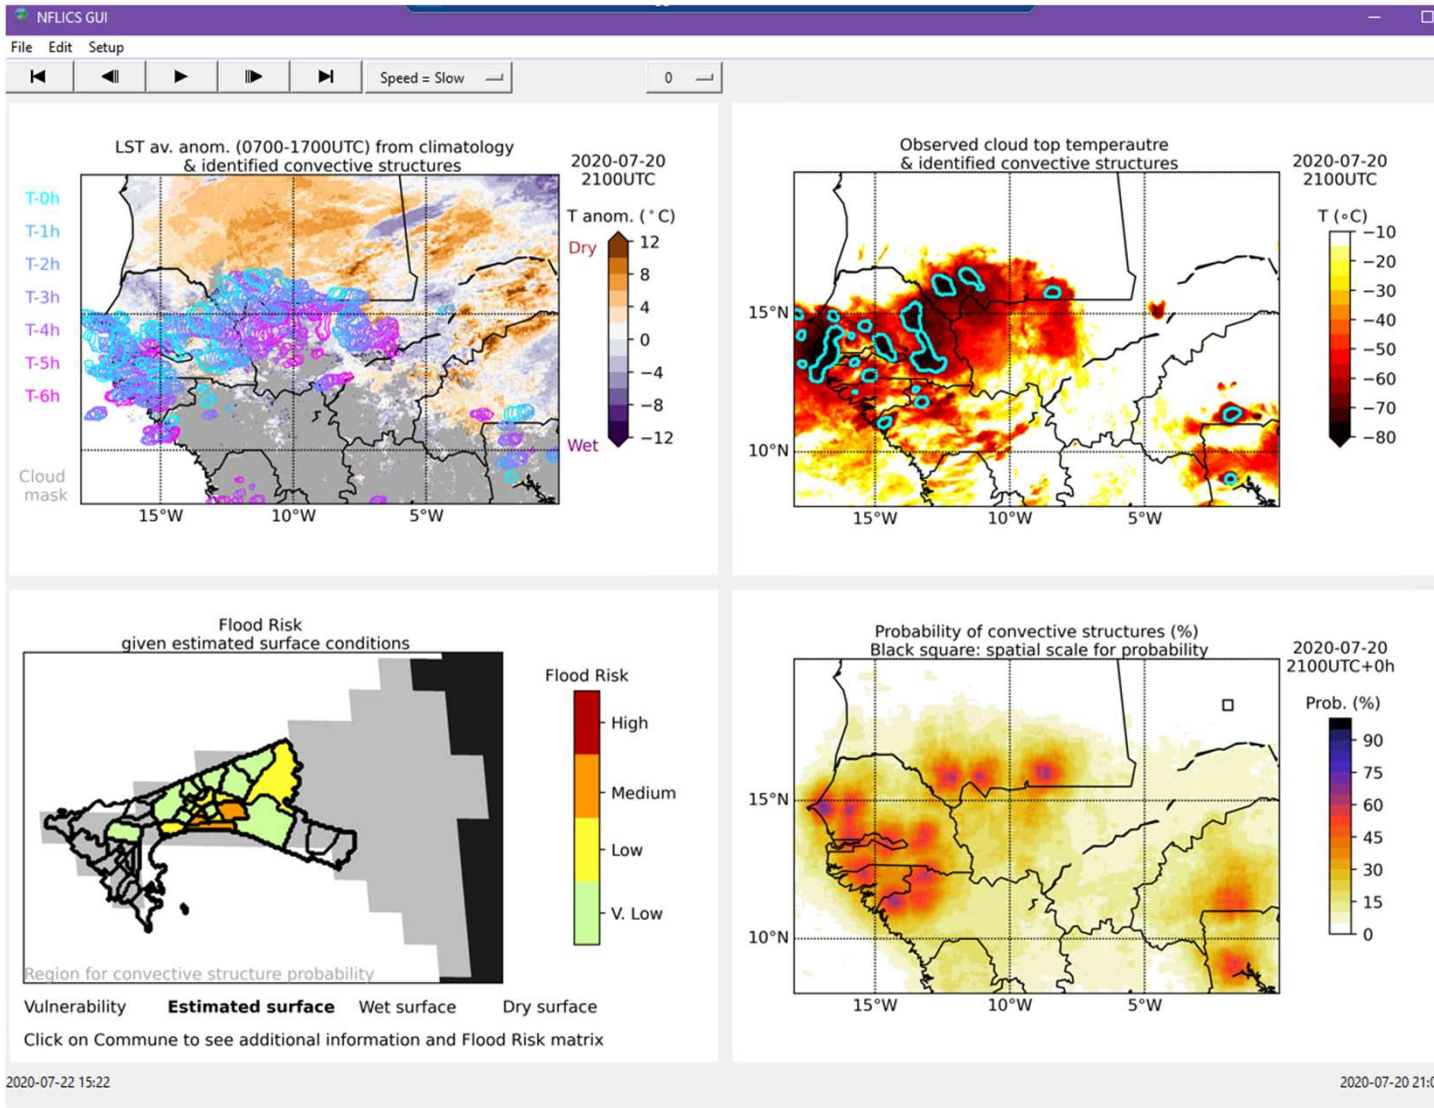 NFLICS GUI
File Edit Setup
Speed = Slow
0
LST av. anom. (0700-1700UTC) from climatology
& identified convective structures
2020-07-20
2100UTC
T-0h
T-1h
T-2h
T-3h
T-4h
T-5h
T-6h
Cloud
mask
T anom. (°C)
Dry
Wet
12
8
4
0
−4
−8
−12
15°W 10°W 5°W
Observed cloud top temperautre
& identified convective structures
2020-07-20
2100UTC
T (∘C)
−10
−20
−30
−40
−50
−60
−70
−80
15°N
10°N
15°W 10°W 5°W
Flood Risk
given estimated surface conditions
Flood Risk
High
Medium
Low
V. Low
Region for convective structure probability
Vulnerability Estimated surface Wet surface Dry surface
Click on Commune to see additional information and Flood Risk matrix
Probability of convective structures (%)
Black square: spatial scale for probability
2020-07-20
2100UTC+0h
Prob. (%)
90
75
60
45
30
15
0
15°N
10°N
15°W 10°W 5°W
2020-07-22 15:22
2020-07-20 21:0